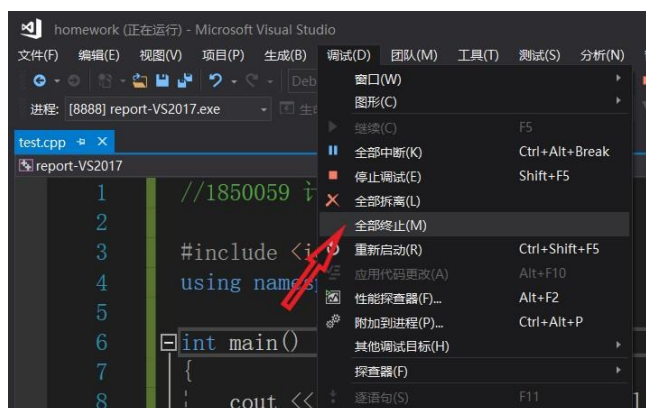 homework (正在运行) - Microsoft Visual Studio
文件(F) 编辑(E) 视图(V) 项目(P) 生成(B) 调试(D) 团队(M) 工具(T) 测试(S) 分析(N)
Deb
进程: [8888] report-VS2017.exe 生
test.cpp
report-VS2017
窗口(W)
图形(C)
继续(C) F5
全部中断(K) Ctrl+Alt+Break
停止调试(E) Shift+F5
全部拆离(L)
全部终止(M)
重新启动(R) Ctrl+Shift+F5
应用代码更改(A) Alt+F10
性能探查器(F)... Alt+F2
附加到进程(P)... Ctrl+Alt+P
其他调试目标(H)
探查器(F)
逐语句(S) F11
1 //1850059 计
2
3 #include <i
4 using names
5
6 int main()
7 {
8 cout <<